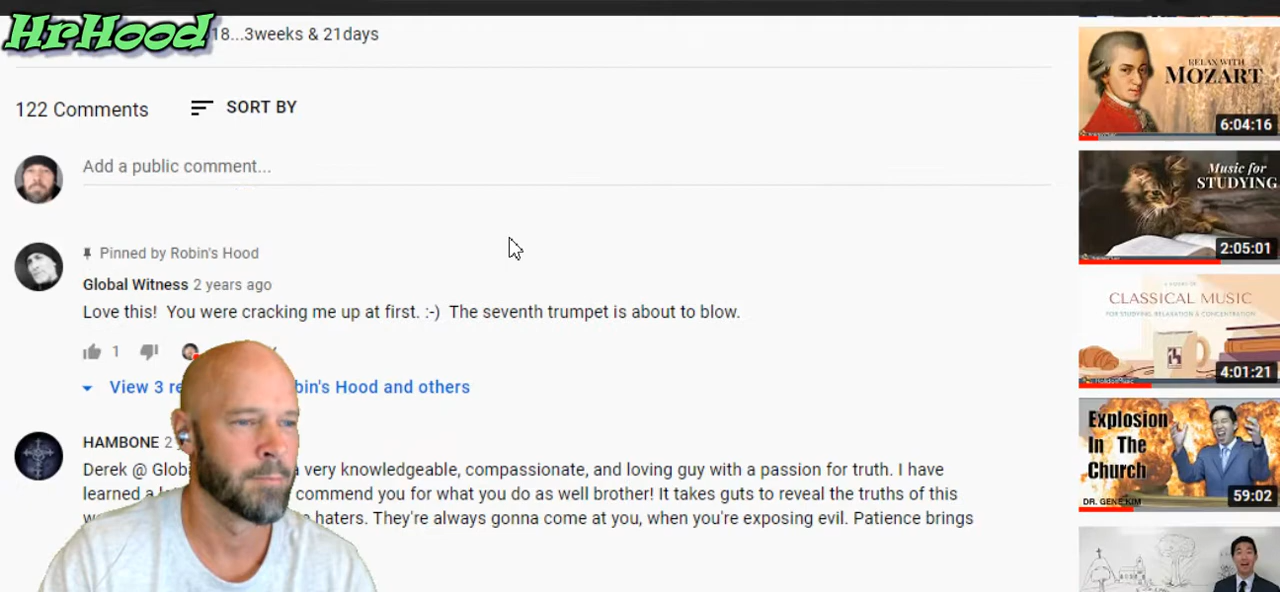 HrHood
18...3weeks & 21days
122 Comments
SORT BY
Add a public comment...
Pinned by Robin's Hood
Global Witness 2 years ago
Love this! You were cracking me up at first. :-) The seventh trumpet is about to blow.
1
View 3 bin's Hood and others
HAMBONE 2
Derek @ a very knowledgeable, compassionate, and loving guy with a passion for truth. I have
learned commend you for what you do as well brother! It takes guts to reveal the truths of this
haters. They're always gonna come at you, when you're exposing evil. Patience brings
RELAX WITH
MOZART
6:04:16
Music for
STUDYING
2:05:01
CLASSICAL MUSIC
FOR STUDYING, RELAXATION & CONCENTRATION
4:01:21
Explosion
In The
Church
DR. GENE KIM
59:02